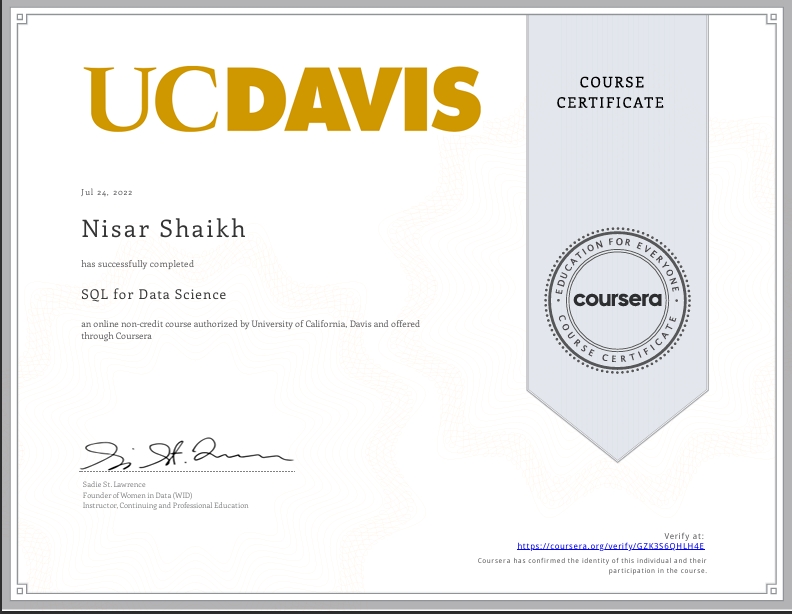 UCDAVIS
COURSE
CERTIFICATE
Jul 24, 2022
Nisar Shaikh
has successfully completed
SQL for Data Science
an online non-credit course authorized by University of California, Davis and offered
through Coursera
EDUCATION FOR EVERYONE
coursera
COURSE CERTIFICATE
Sadie St. Lawrence
Founder of Women in Data (WID)
Instructor, Continuing and Professional Education
Verify at:
https://coursera.org/verify/GZK3S6QHLH4E
Coursera has confirmed the identity of this individual and their
participation in the course.